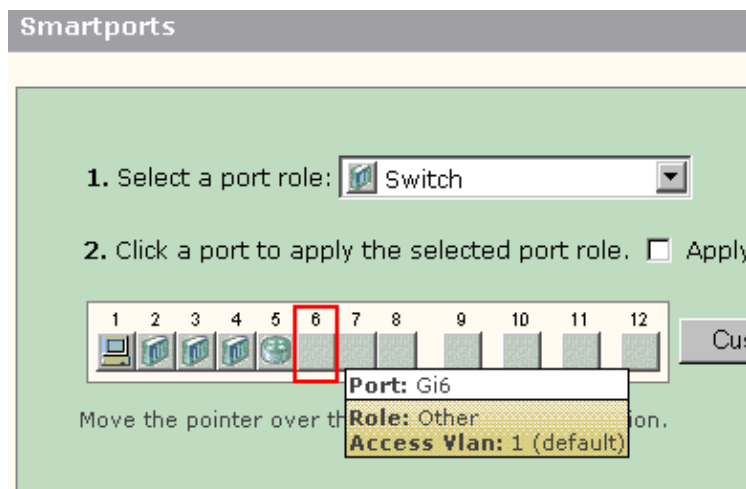 Smartports
1. Select a port role: Switch
2. Click a port to apply the selected port role. Apply
1 2 3 4 5 6 7 8 9 10 11 12
Cus
Port: Gi6
Move the pointer over th Role: Other ion.
Access Vlan: 1 (default)